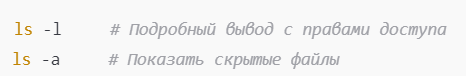 ls -l     # Подробный вывод с правами доступа
ls -a     # Показать скрытые файлы